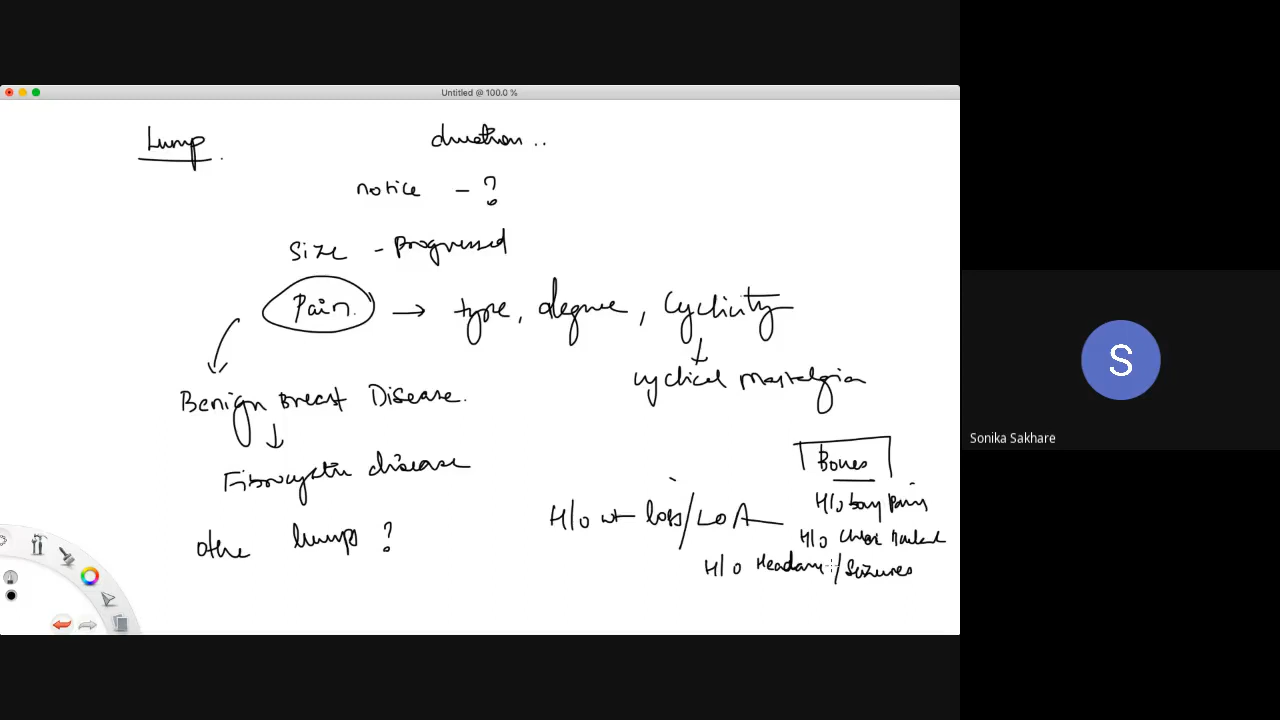 Untitled @ 100.0 %
Lump.
duration..
notice - ?
Size - Progressed
Pain. → type, degree, cyclicity
cyclical mastalgia
Benign Breast Disease.
Fibrocystic disease
Bones
H/o bony pain
H/o wt loss/LOA
H/o chest
other lumps ?
H/o /Seizures
S
Sonika Sakhare